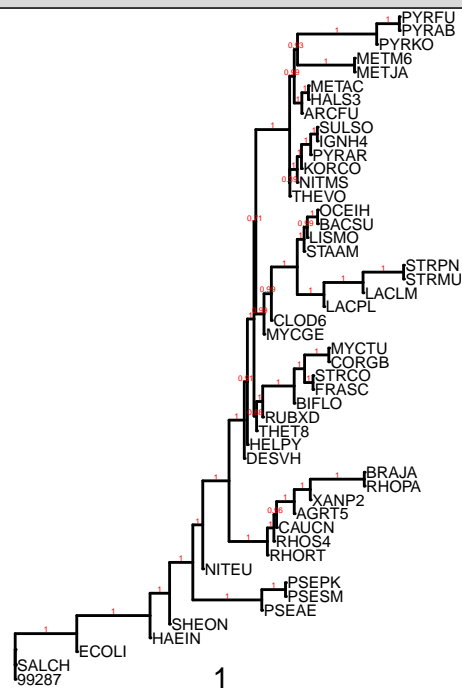 PYRFU
PYRAB
PYRKO
METM6
METJA
METAC
HALS3
ARCFU
SULSO
IGNH4
PYRAR
KORCO
NITMS
THEVO
OCEIH
BACSU
LISMO
STAAM
STRPN
STRMU
LACLM
LACPL
CLOD6
MYCGE
MYCTU
CORGB
STRCO
FRASC
BIFLO
RUBXD
THET8
HELPY
DESVH
BRAJA
RHOPA
XANP2
AGRT5
CAUCN
RHOS4
RHORT
NITEU
PSEPK
PSESM
PSEAE
SHEON
HAEIN
ECOLI
SALCH
99287
1